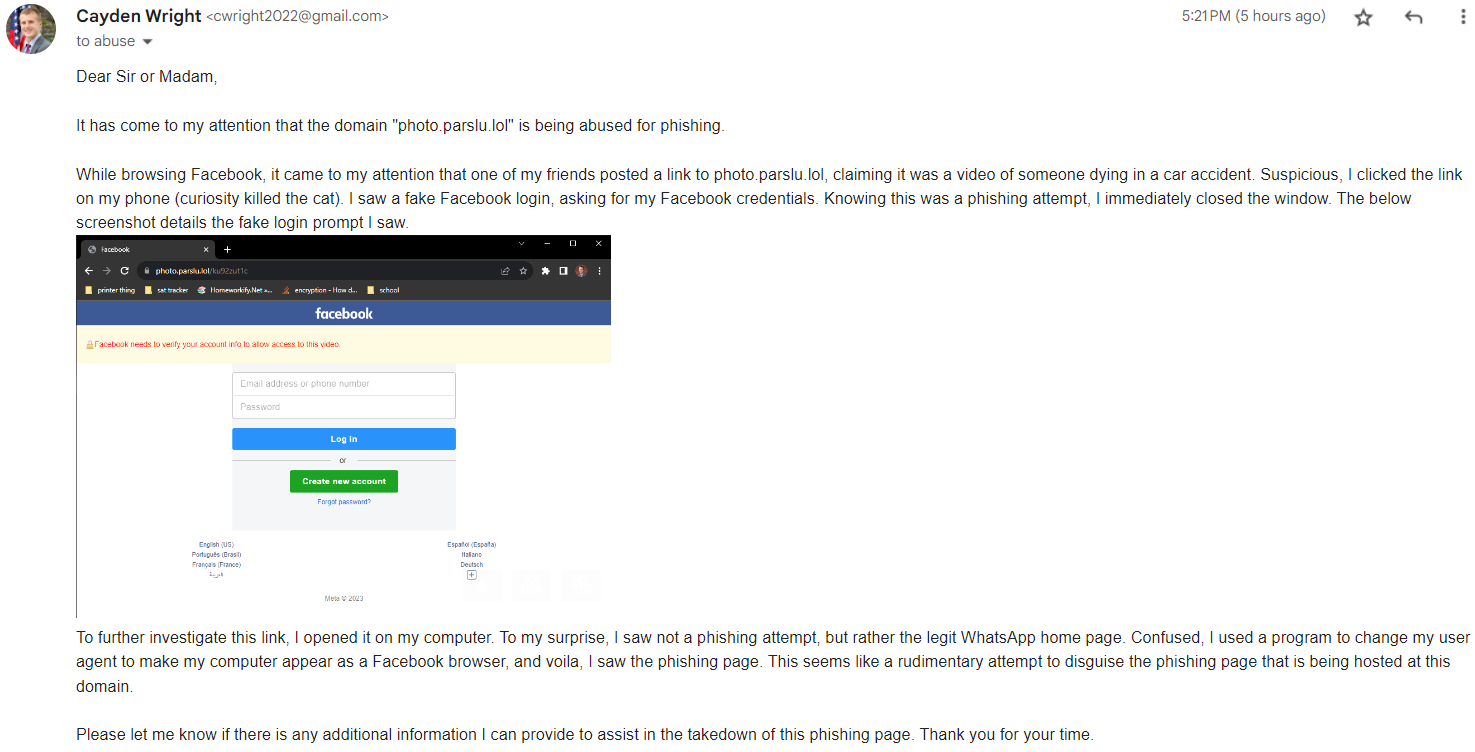 Cayden Wright <cwright2022@gmail.com>
5:21 PM (5 hours ago)
to abuse
Dear Sir or Madam,
It has come to my attention that the domain "photo.parslu.lol" is being abused for phishing.
While browsing Facebook, it came to my attention that one of my friends posted a link to photo.parslu.lol, claiming it was a video of someone dying in a car accident. Suspicious, I clicked the link
on my phone (curiosity killed the cat). I saw a fake Facebook login, asking for my Facebook credentials. Knowing this was a phishing attempt, I immediately closed the window. The below
screenshot details the fake login prompt I saw.
Facebook
photo.parslu.lol/ku92zut1c
printer thing
sat tracker
Homeworkify.Net
encryption - How d...
school
facebook
Facebook needs to verify your account info to allow access to this video.
Email address or phone number
Password
Log In
or
Create new account
Forgot password?
English (US)
Español (España)
Português (Brasil)
Italiano
Français (France)
Deutsch
Meta © 2023
To further investigate this link, I opened it on my computer. To my surprise, I saw not a phishing attempt, but rather the legit WhatsApp home page. Confused, I used a program to change my user
agent to make my computer appear as a Facebook browser, and voila, I saw the phishing page. This seems like a rudimentary attempt to disguise the phishing page that is being hosted at this
domain.
Please let me know if there is any additional information I can provide to assist in the takedown of this phishing page. Thank you for your time.